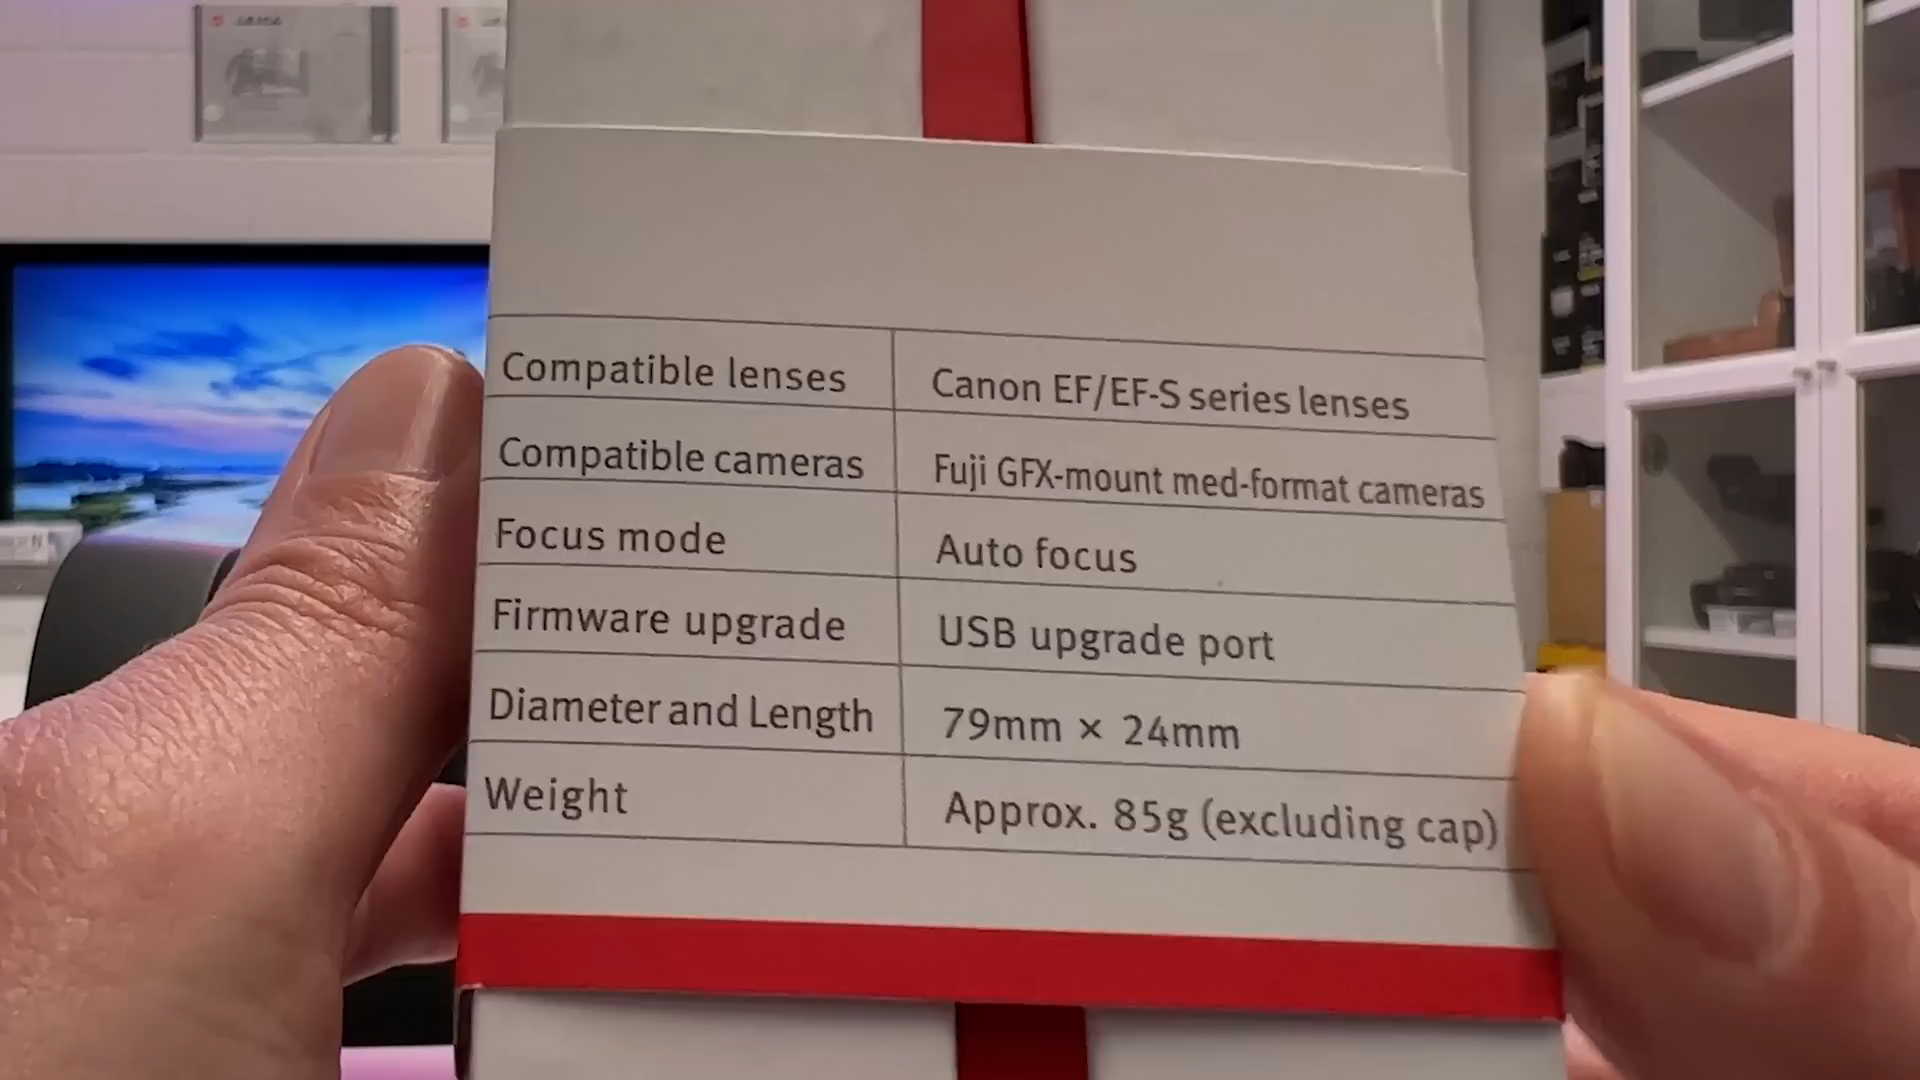 Compatible lenses Canon EF/EF-S series lenses
Compatible cameras Fuji GFX-mount med-format cameras
Focus mode Auto focus
Firmware upgrade USB upgrade port
Diameter and Length 79mm × 24mm
Weight Approx. 85g (excluding cap)